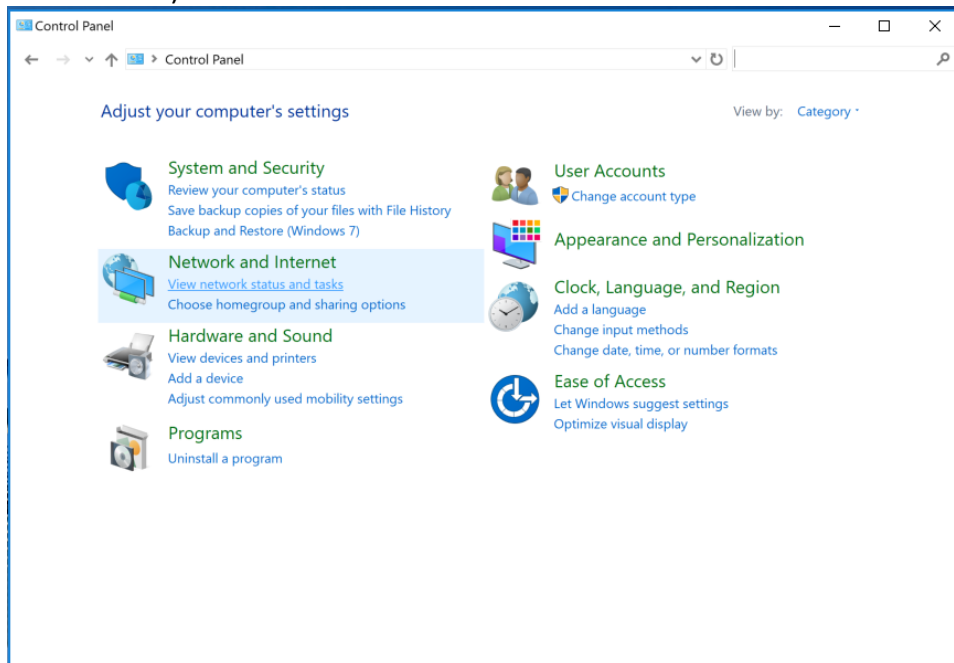 Control Panel
Control Panel
Adjust your computer's settings
View by: Category
System and Security
Review your computer's status
Save backup copies of your files with File History
Backup and Restore (Windows 7)
Network and Internet
View network status and tasks
Choose homegroup and sharing options
Hardware and Sound
View devices and printers
Add a device
Adjust commonly used mobility settings
Programs
Uninstall a program
User Accounts
Change account type
Appearance and Personalization
Clock, Language, and Region
Add a language
Change input methods
Change date, time, or number formats
Ease of Access
Let Windows suggest settings
Optimize visual display